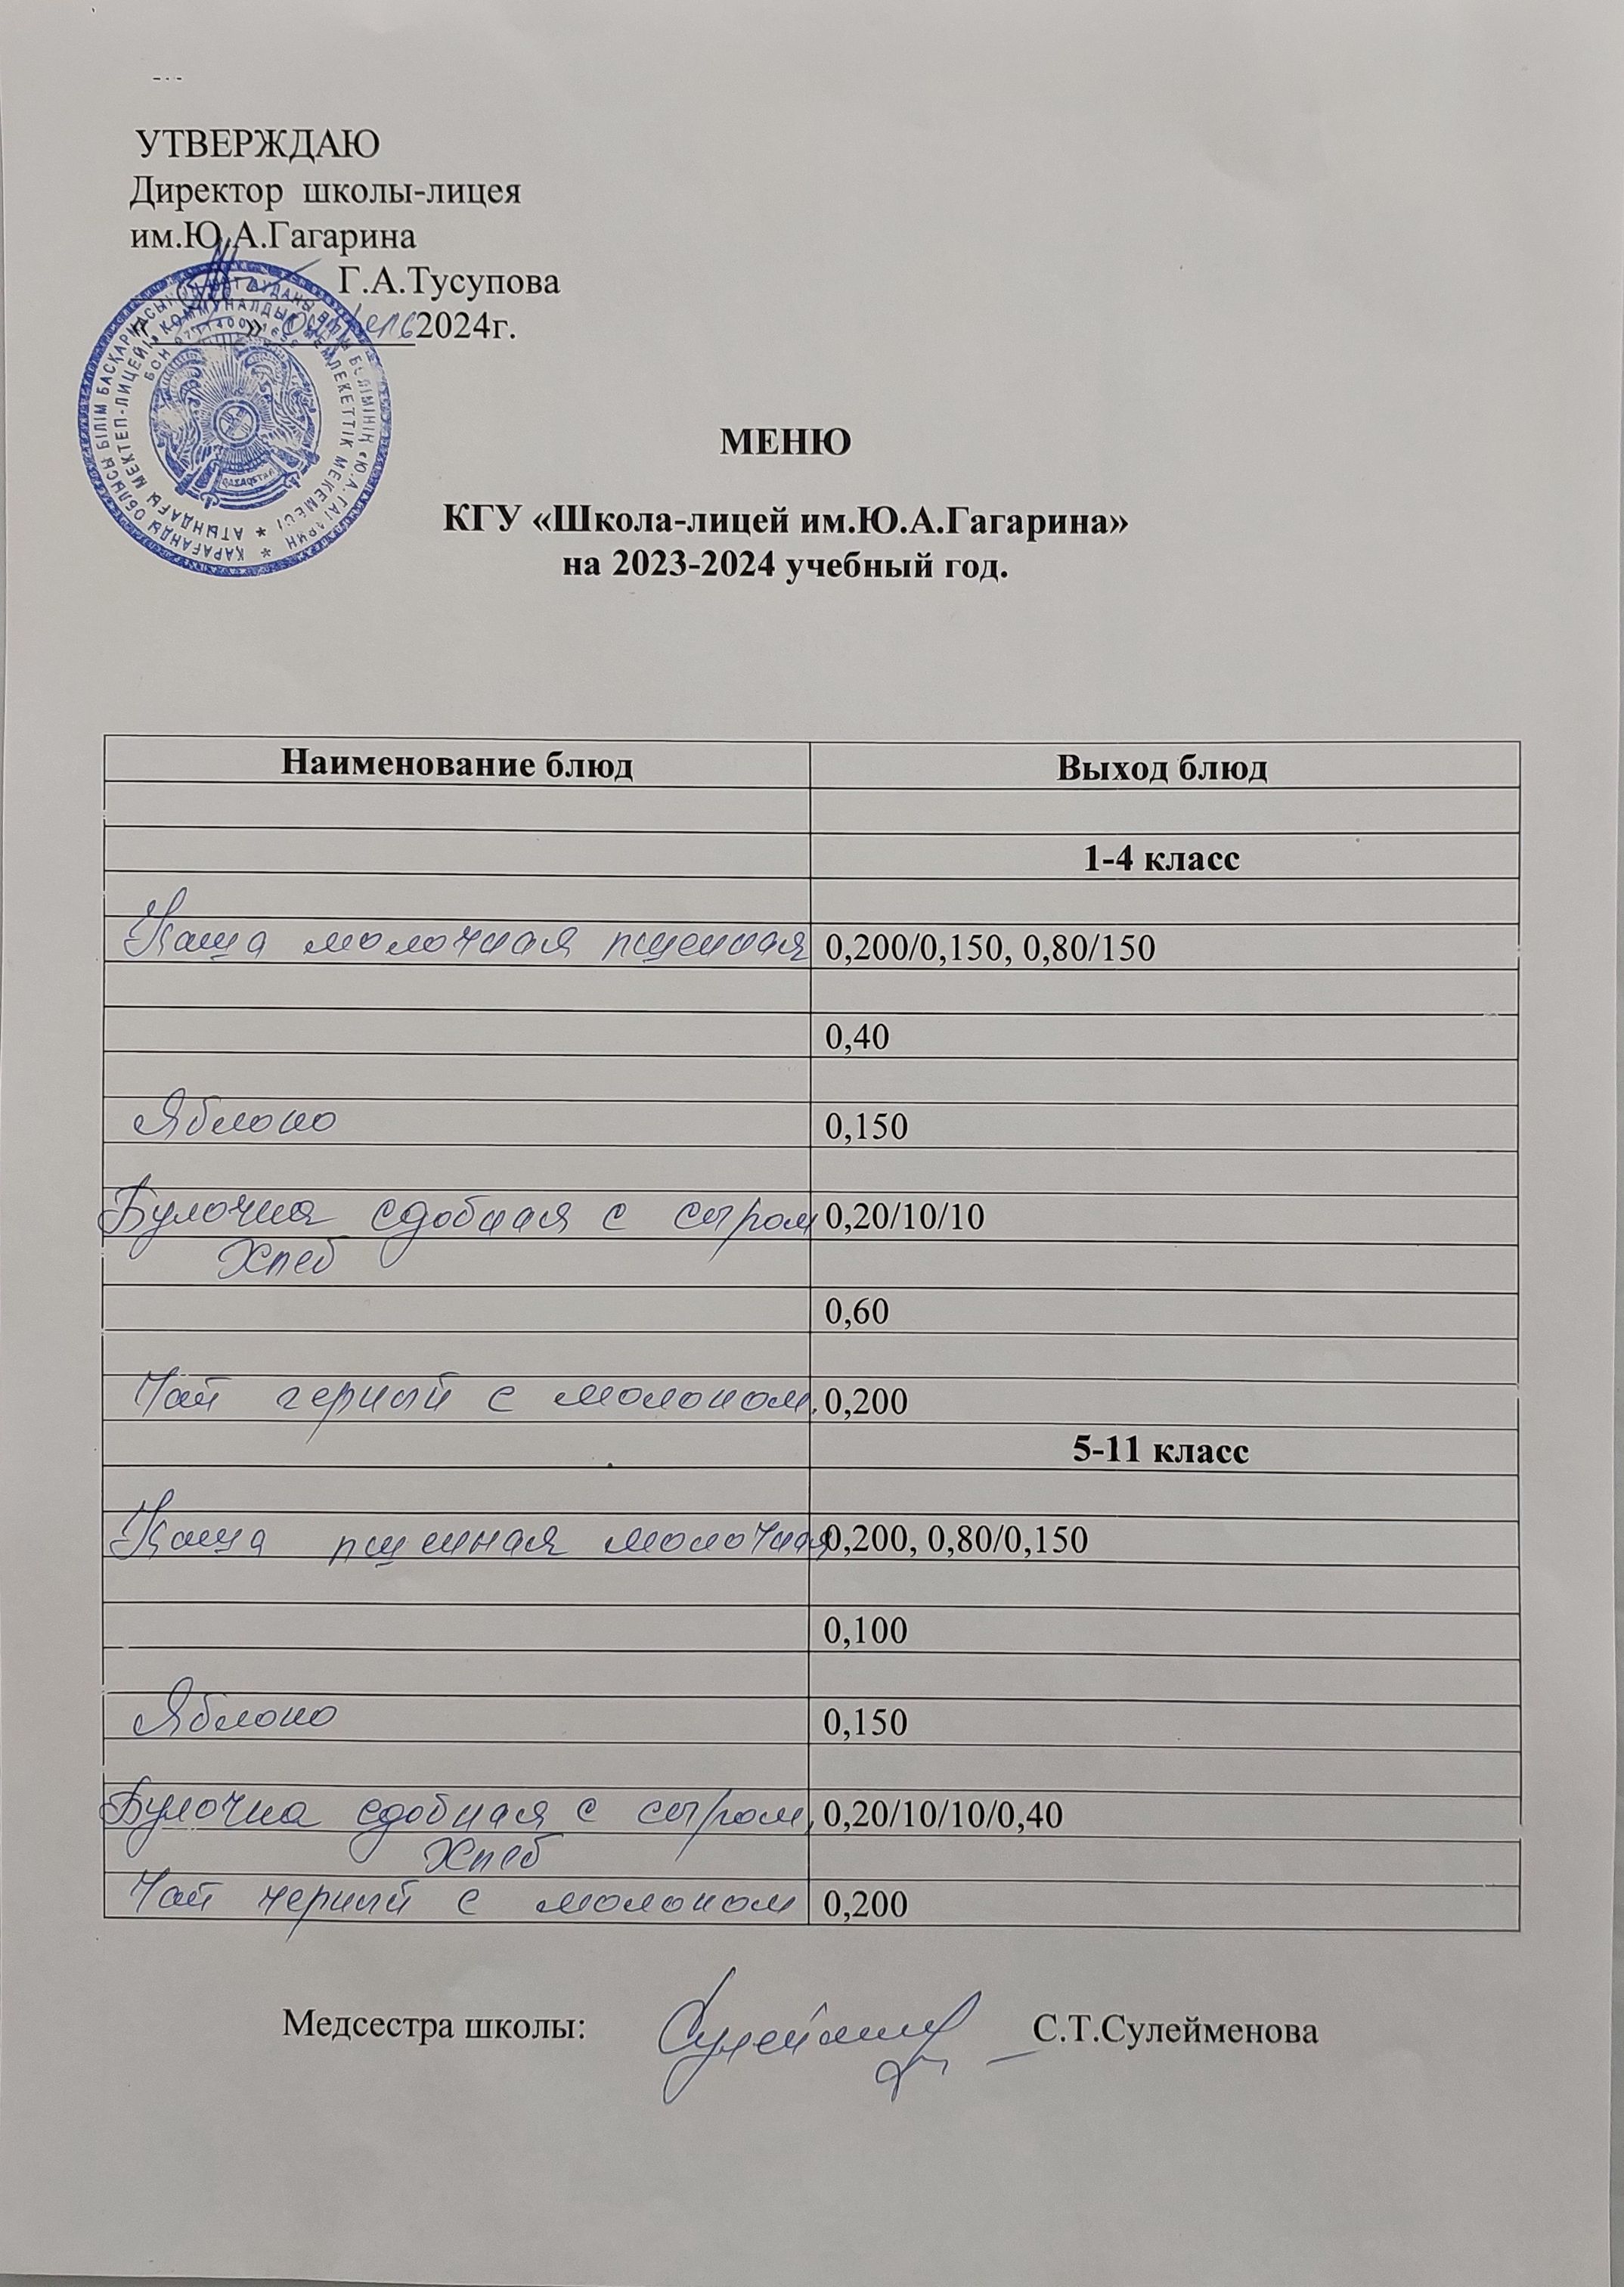 УТВЕРЖДАЮ
Директор школы-лицея
им.Ю.А.Гагарина
Г.А.Тусупова
« » апрель 2024г.
ҚАЗАҚСТАН
МЕНЮ
КГУ «Школа-лицей им.Ю.А.Гагарина»
на 2023-2024 учебный год.
Наименование блюд Выход блюд
1-4 класс
Каша молочная пшенная 0,200/0,150, 0,80/150
0,40
Яблоко 0,150
Булочка сдобная с сыром 0,20/10/10
Хлеб
0,60
Чай черный с молоком. 0,200
5-11 класс
Каша пшенная молочная 0,200, 0,80/0,150
0,100
Яблоко 0,150
Булочка сдобная с сыром, 0,20/10/10/0,40
Хлеб
Чай черный с молоком 0,200
Медсестра школы: С.Т.Сулейменова